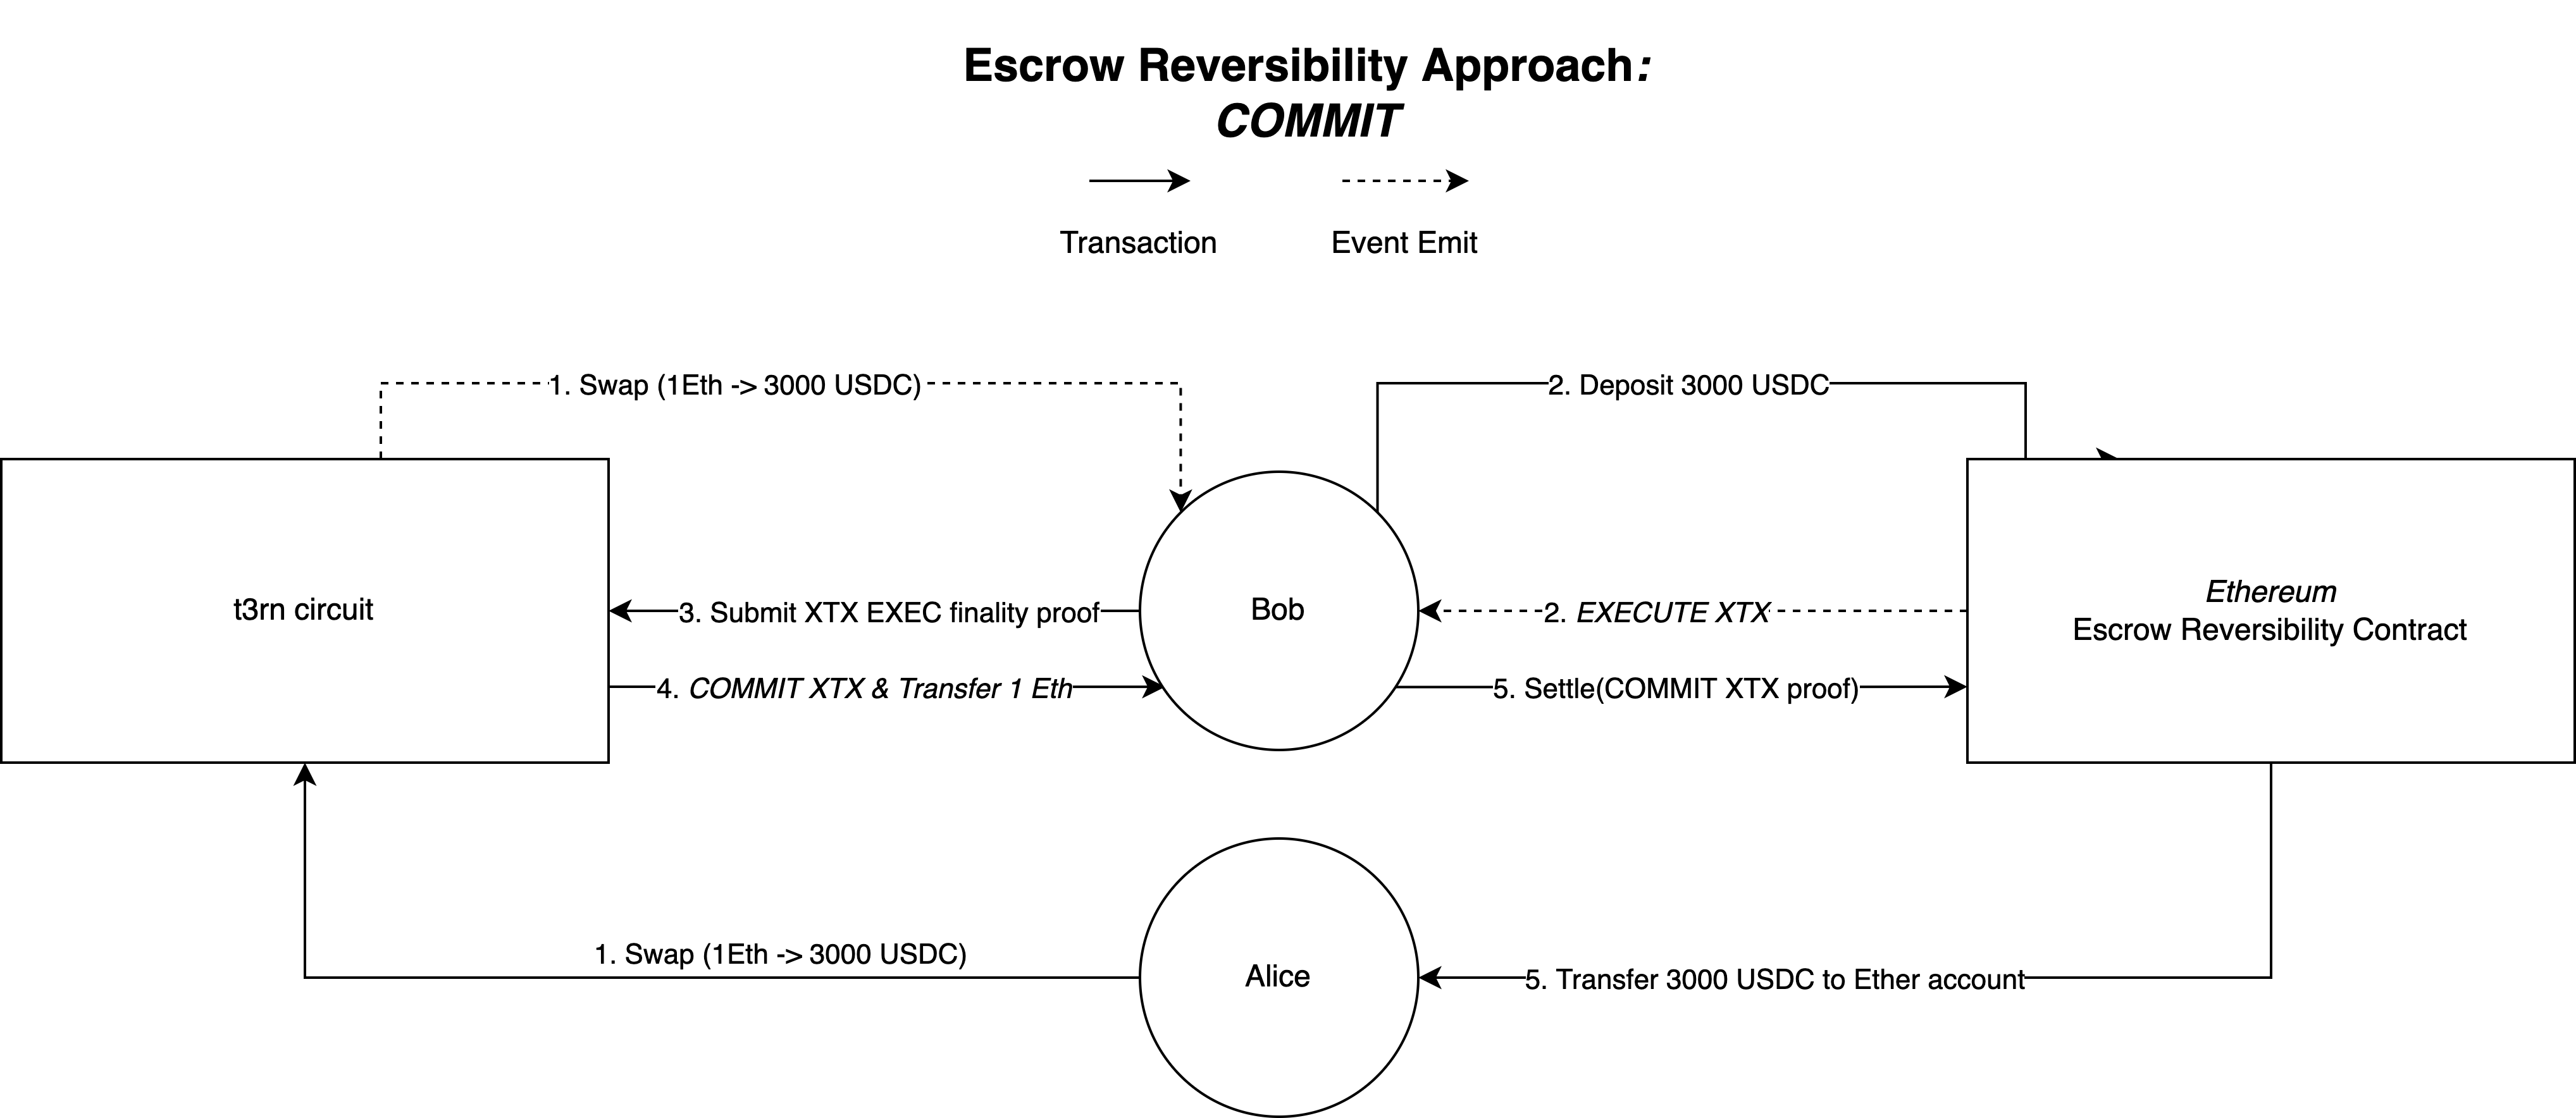 Escrow Reversibility Approach:
COMMIT
Transaction
Event Emit
1. Swap (1Eth -> 3000 USDC)
2. Deposit 3000 USDC
t3rn circuit
3. Submit XTX EXEC finality proof
4. COMMIT XTX & Transfer 1 Eth
Bob
2. EXECUTE XTX
5. Settle(COMMIT XTX proof)
Ethereum
Escrow Reversibility Contract
1. Swap (1Eth -> 3000 USDC)
Alice
5. Transfer 3000 USDC to Ether account